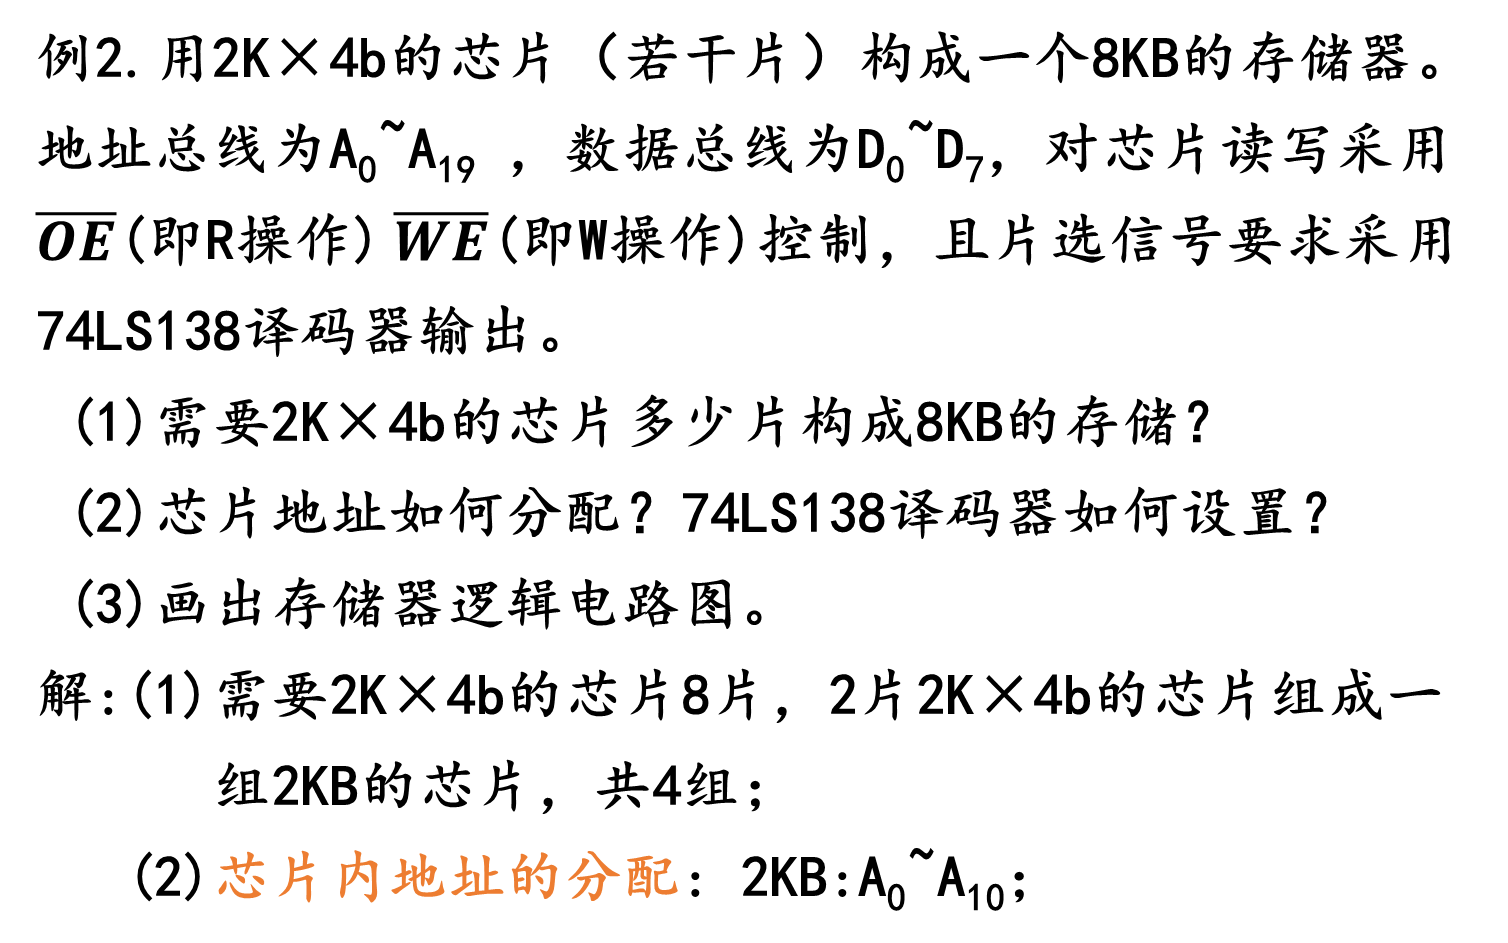 例2. 用2K×4b的芯片（若干片）构成一个8KB的存储器。
地址总线为A₀~A₁₉ ，数据总线为D₀~D₇，对芯片读写采用
$\overline{OE}$(即R操作)$\overline{WE}$(即W操作)控制，且片选信号要求采用
74LS138译码器输出。
(1)需要2K×4b的芯片多少片构成8KB的存储？
(2)芯片地址如何分配？74LS138译码器如何设置？
(3)画出存储器逻辑电路图。
解:(1)需要2K×4b的芯片8片，2片2K×4b的芯片组成一
组2KB的芯片，共4组；
(2)芯片内地址的分配：2KB:A₀~A₁₀；